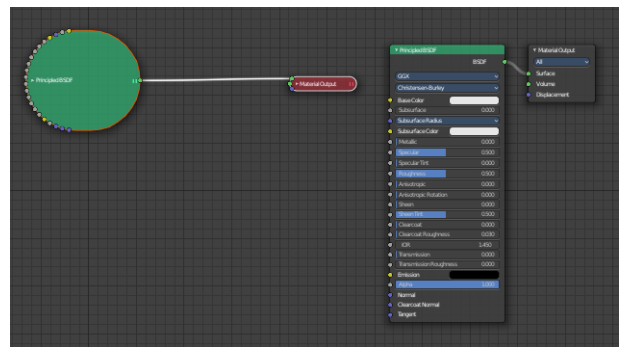 Principled BSDF
Material Output
Principled BSDF
BSDF
GGX
Christensen-Burley
Base Color
Subsurface 0.000
Subsurface Radius
Subsurface Color
Metallic 0.000
Specular 0.500
Specular Tint 0.000
Roughness 0.500
Anisotropic 0.000
Anisotropic Rotation 0.000
Sheen 0.000
Sheen Tint 0.500
Clearcoat 0.000
Clearcoat Roughness 0.030
IOR 1.450
Transmission 0.000
Transmission Roughness 0.000
Emission
Alpha 1.000
Normal
Clearcoat Normal
Tangent
Material Output
All
Surface
Volume
Displacement